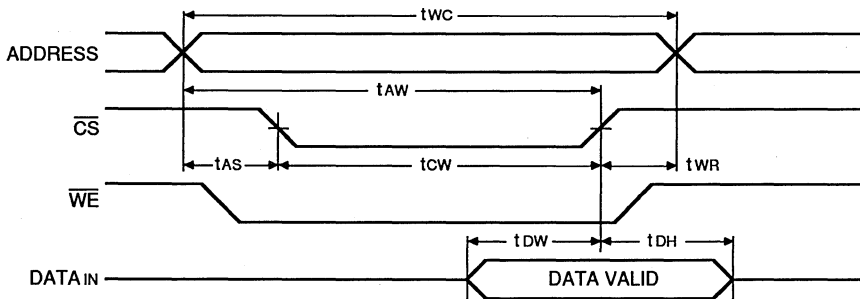 tWC
ADDRESS
tAW
CS
tAS
tCW
tWR
WE
tDW
tDH
DATA IN
DATA VALID